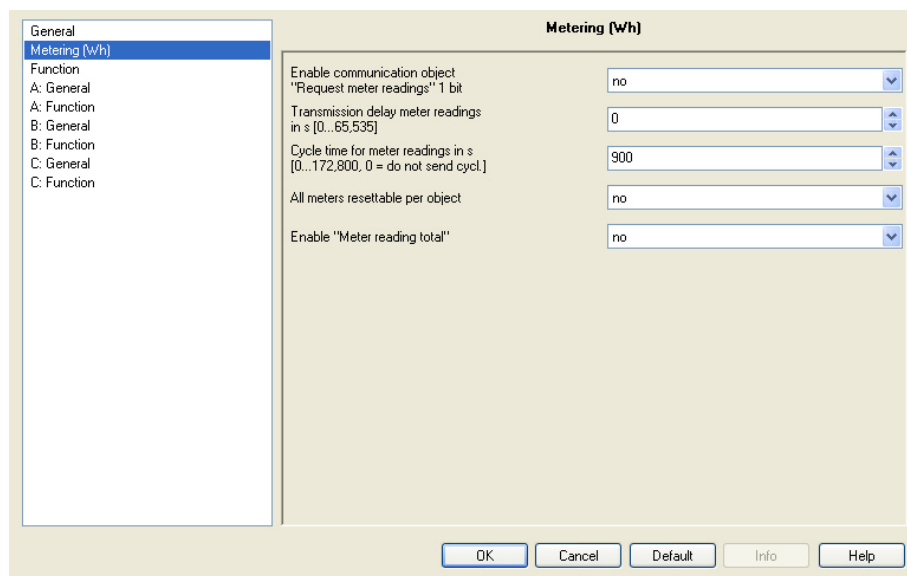 General
Metering (Wh)
Function
A: General
A: Function
B: General
B: Function
C: General
C: Function
Metering (Wh)
Enable communication object
"Request meter readings" 1 bit
no
Transmission delay meter readings
in s [0...65,535]
0
Cycle time for meter readings in s
[0...172,800, 0 = do not send cycl.]
900
All meters resettable per object
no
Enable "Meter reading total"
no
OK
Cancel
Default
Info
Help